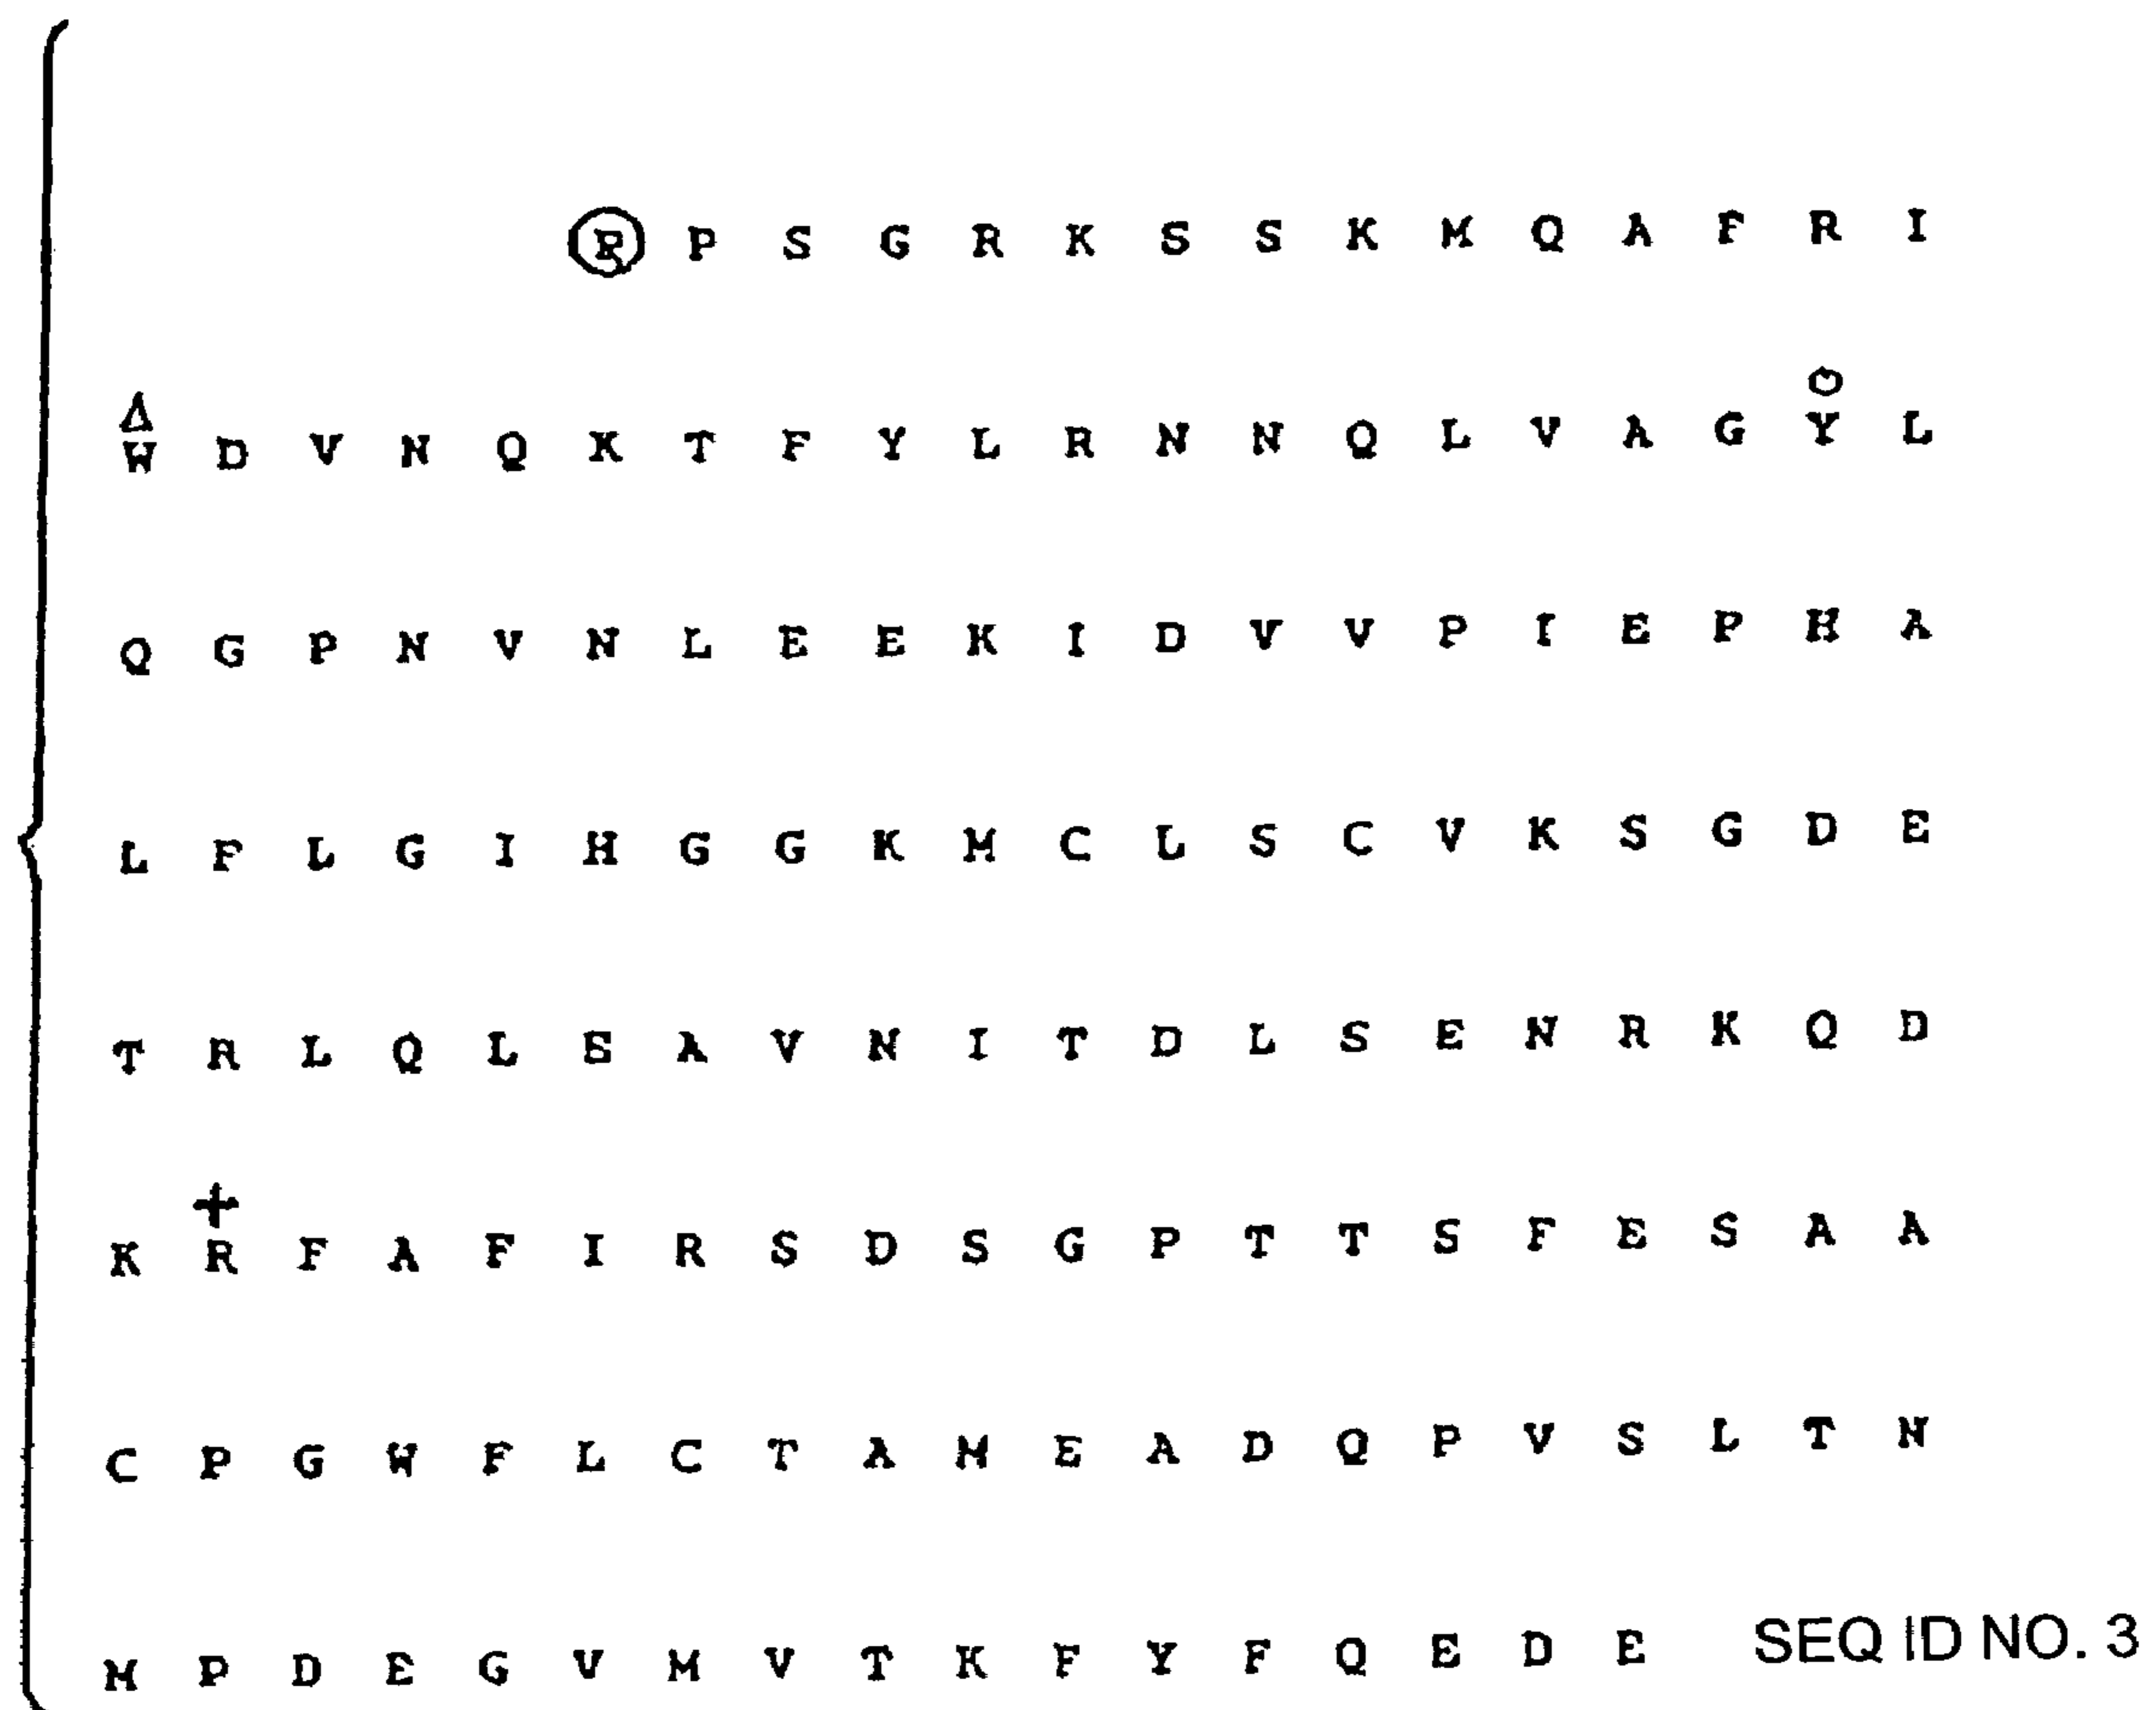 R P S G R K S S K M Q A F R I
Δ O
W D V N Q K T F Y L R N N Q L V A G Y L
Q G P N V N L E E K I D V V P I E P H A
L F L G I H G G K M C L S C V K S G D E
T R L Q L S A V N I T D L S E N R K Q D
+
K R F A F I R S D S G P T T S F E S A A
C P G W F L C T A M E A D Q P V S L T N
M P D E G V M V T K F Y F Q E D E SEQ ID NO. 3